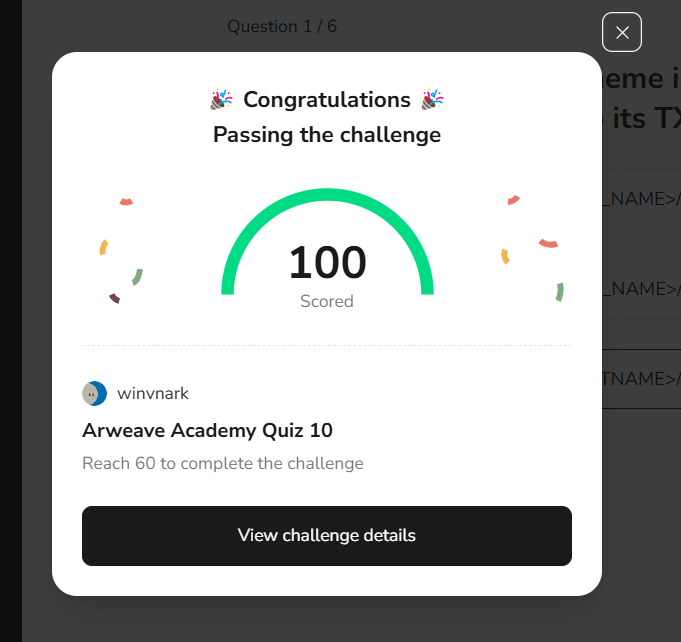 Question 1 / 6
eme i
its TX
Congratulations
Passing the challenge
_NAME>/
100
Scored
_NAME>/
TNAME>/
winvnark
Arweave Academy Quiz 10
Reach 60 to complete the challenge
View challenge details